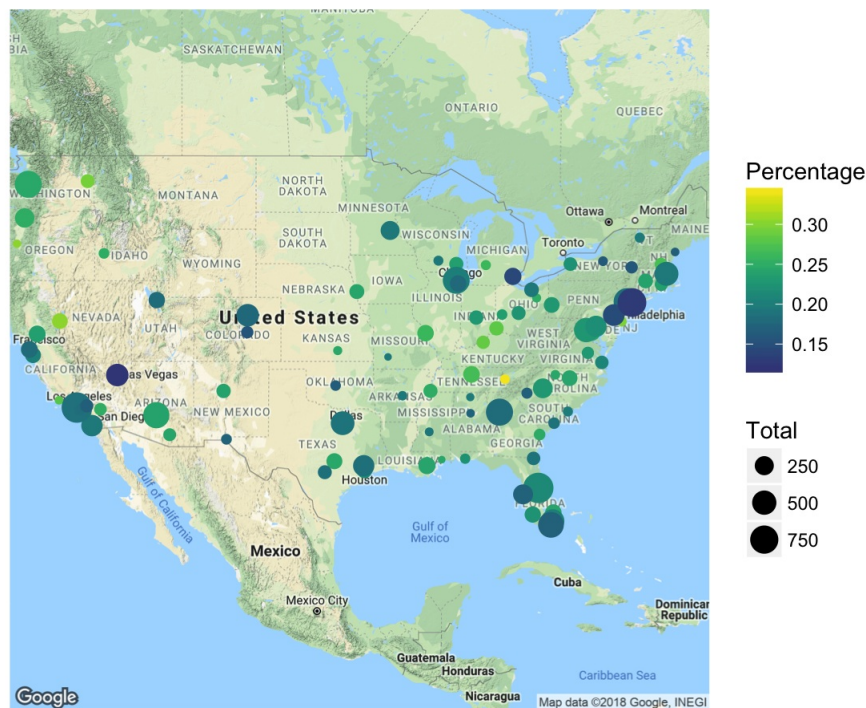 MANITOBA
SASKATCHEWAN
ONTARIO
QUEBEC
WASHINGTON
MONTANA
NORTH
DAKOTA
MINNESOTA
SOUTH
DAKOTA
WISCONSIN
MICHIGAN
Ottawa
Montreal
Toronto
MAINE
VT
NH
NEW YORK
OREGON
IDAHO
WYOMING
IOWA
NEBRASKA
Chicago
ILLINOIS
OHIO
PENN
NEVADA
UTAH
United States
COLORADO
KANSAS
MISSOURI
WEST
VIRGINIA
DE
NJ
Philadelphia
KENTUCKY
VIRGINIA
CALIFORNIA
Las Vegas
Los Angeles
San Diego
ARIZONA
NEW MEXICO
OKLAHOMA
ARKANSAS
TENNESSEE
NORTH
CAROLINA
MISSISSIPPI
SOUTH
CAROLINA
Dallas
ALABAMA
GEORGIA
TEXAS
LOUISIANA
Houston
FLORIDA
Gulf of California
Gulf of
Mexico
Mexico
Mexico City
Cuba
Dominican
Republic
Guatemala
Honduras
Nicaragua
Caribbean Sea
Google
Map data ©2018 Google, INEGI
Percentage
0.30
0.25
0.20
0.15
Total
250
500
750